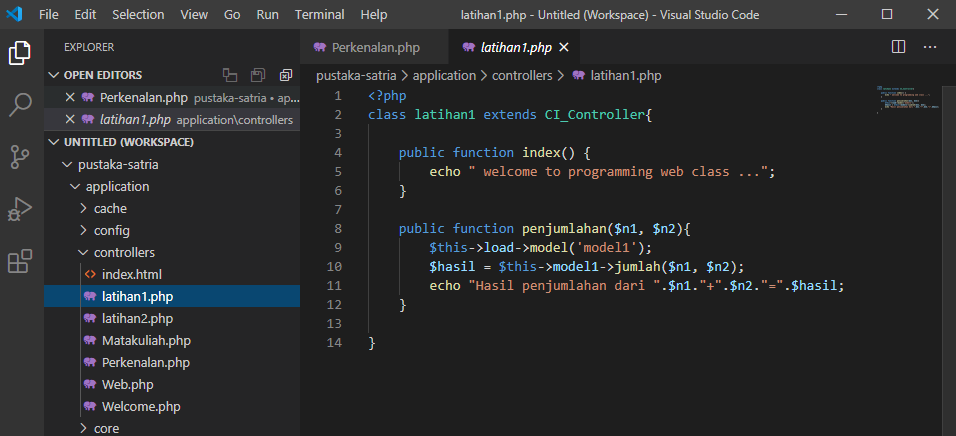 File Edit Selection View Go Run Terminal Help latihan1.php - Untitled (Workspace) - Visual Studio Code
EXPLORER
OPEN EDITORS
Perkenalan.php pustaka-satria • ap...
latihan1.php application\controllers
UNTITLED (WORKSPACE)
pustaka-satria
application
cache
config
controllers
index.html
latihan1.php
latihan2.php
Matakuliah.php
Perkenalan.php
Web.php
Welcome.php
core
Perkenalan.php latihan1.php
pustaka-satria > application > controllers > latihan1.php
1 <?php
2 class latihan1 extends CI_Controller{
3
4 public function index() {
5 echo " welcome to programming web class ...";
6 }
7
8 public function penjumlahan($n1, $n2){
9 $this->load->model('model1');
10 $hasil = $this->model1->jumlah($n1, $n2);
11 echo "Hasil penjumlahan dari ".$n1."+".$n2."=".$hasil;
12 }
13
14 }